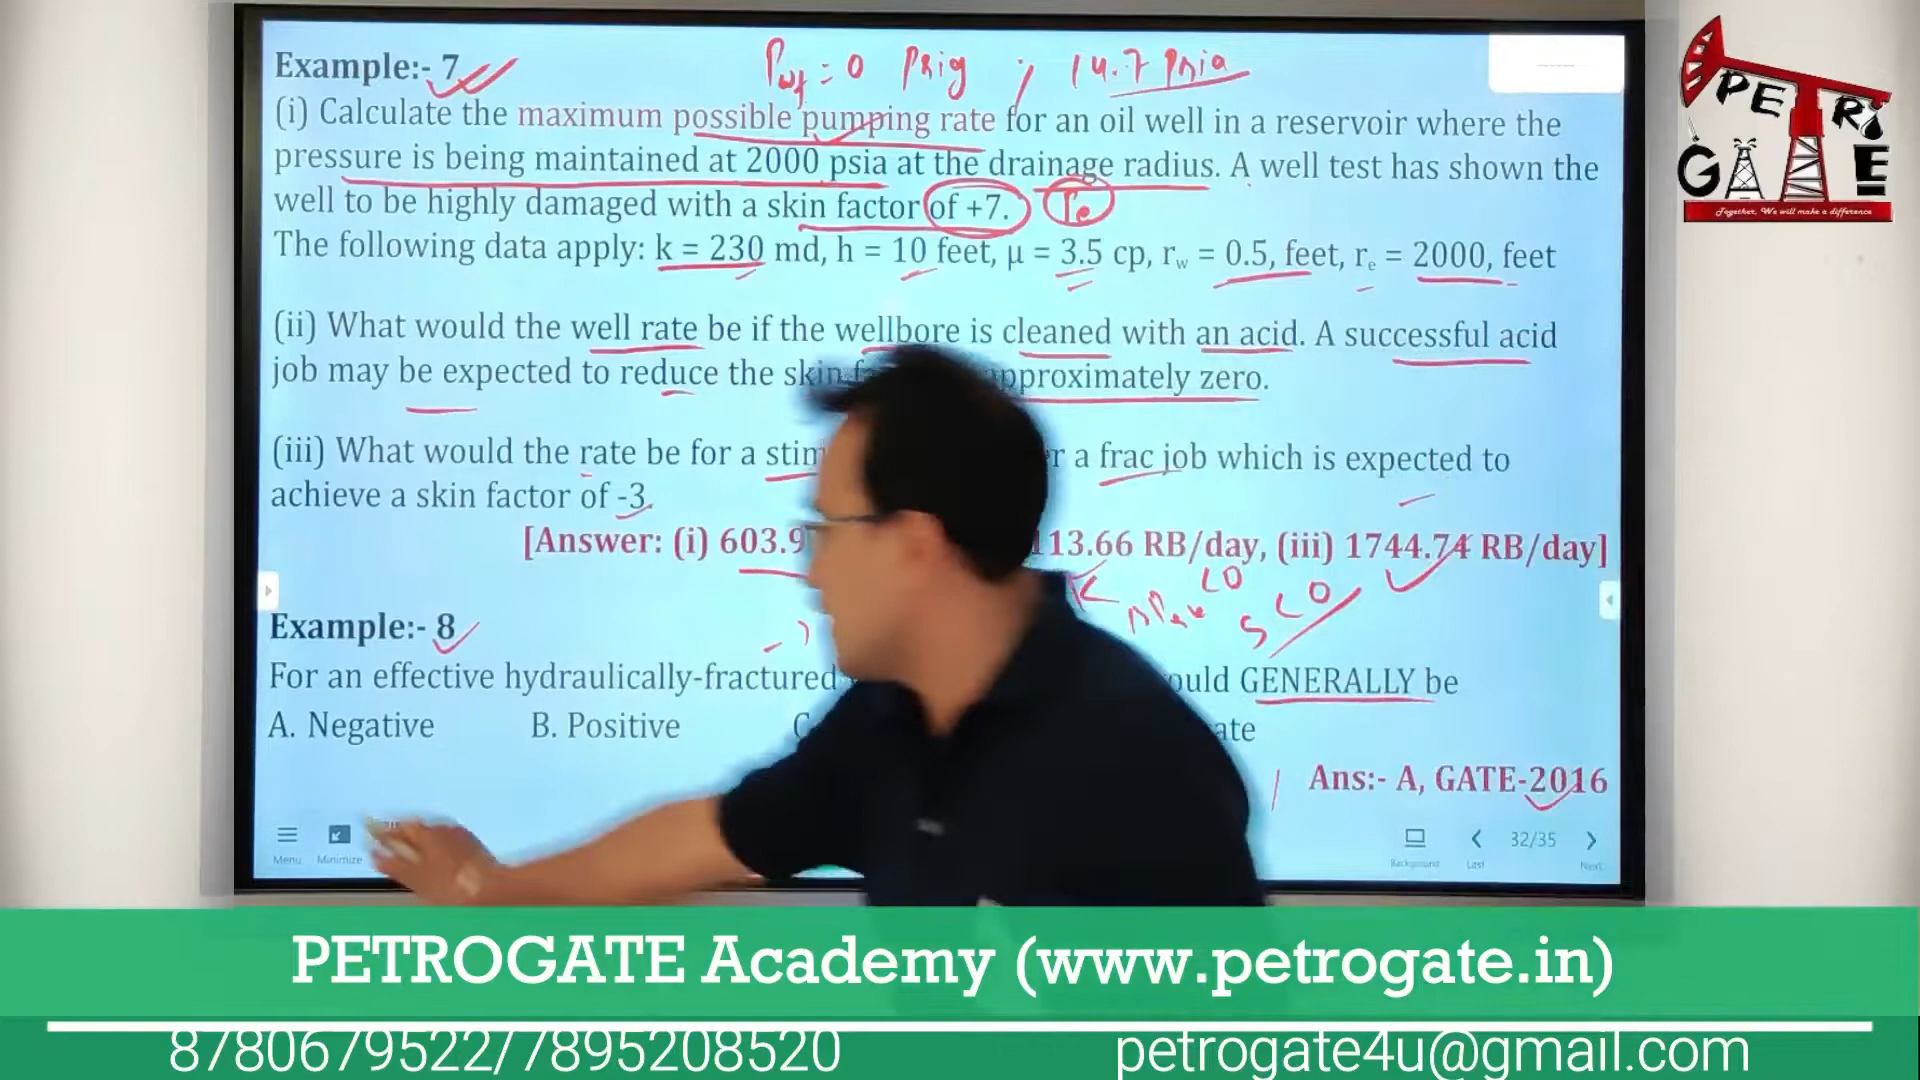 Example:- 7
Pwf = 0 psig ; 14.7 psia
(i) Calculate the maximum possible pumping rate for an oil well in a reservoir where the
pressure is being maintained at 2000 psia at the drainage radius. A well test has shown the
well to be highly damaged with a skin factor of +7. re
The following data apply: k = 230 md, h = 10 feet, μ = 3.5 cp, rw = 0.5, feet, re = 2000, feet
(ii) What would the well rate be if the wellbore is cleaned with an acid. A successful acid
job may be expected to reduce the skin approximately zero.
(iii) What would the rate be for a a frac job which is expected to
achieve a skin factor of -3
[Answer: (i) 603.9 113.66 RB/day, (iii) 1744.74 RB/day]
<0
S<0
Example:- 8
For an effective hydraulically-fractured GENERALLY be
A. Negative B. Positive
Ans:- A, GATE-2016
Menu Minimize Background Last 32/35 Next
PETRO
GATE
Together, We will make a difference
PETROGATE Academy (www.petrogate.in)
8780679522/7895208520 petrogate4u@gmail.com